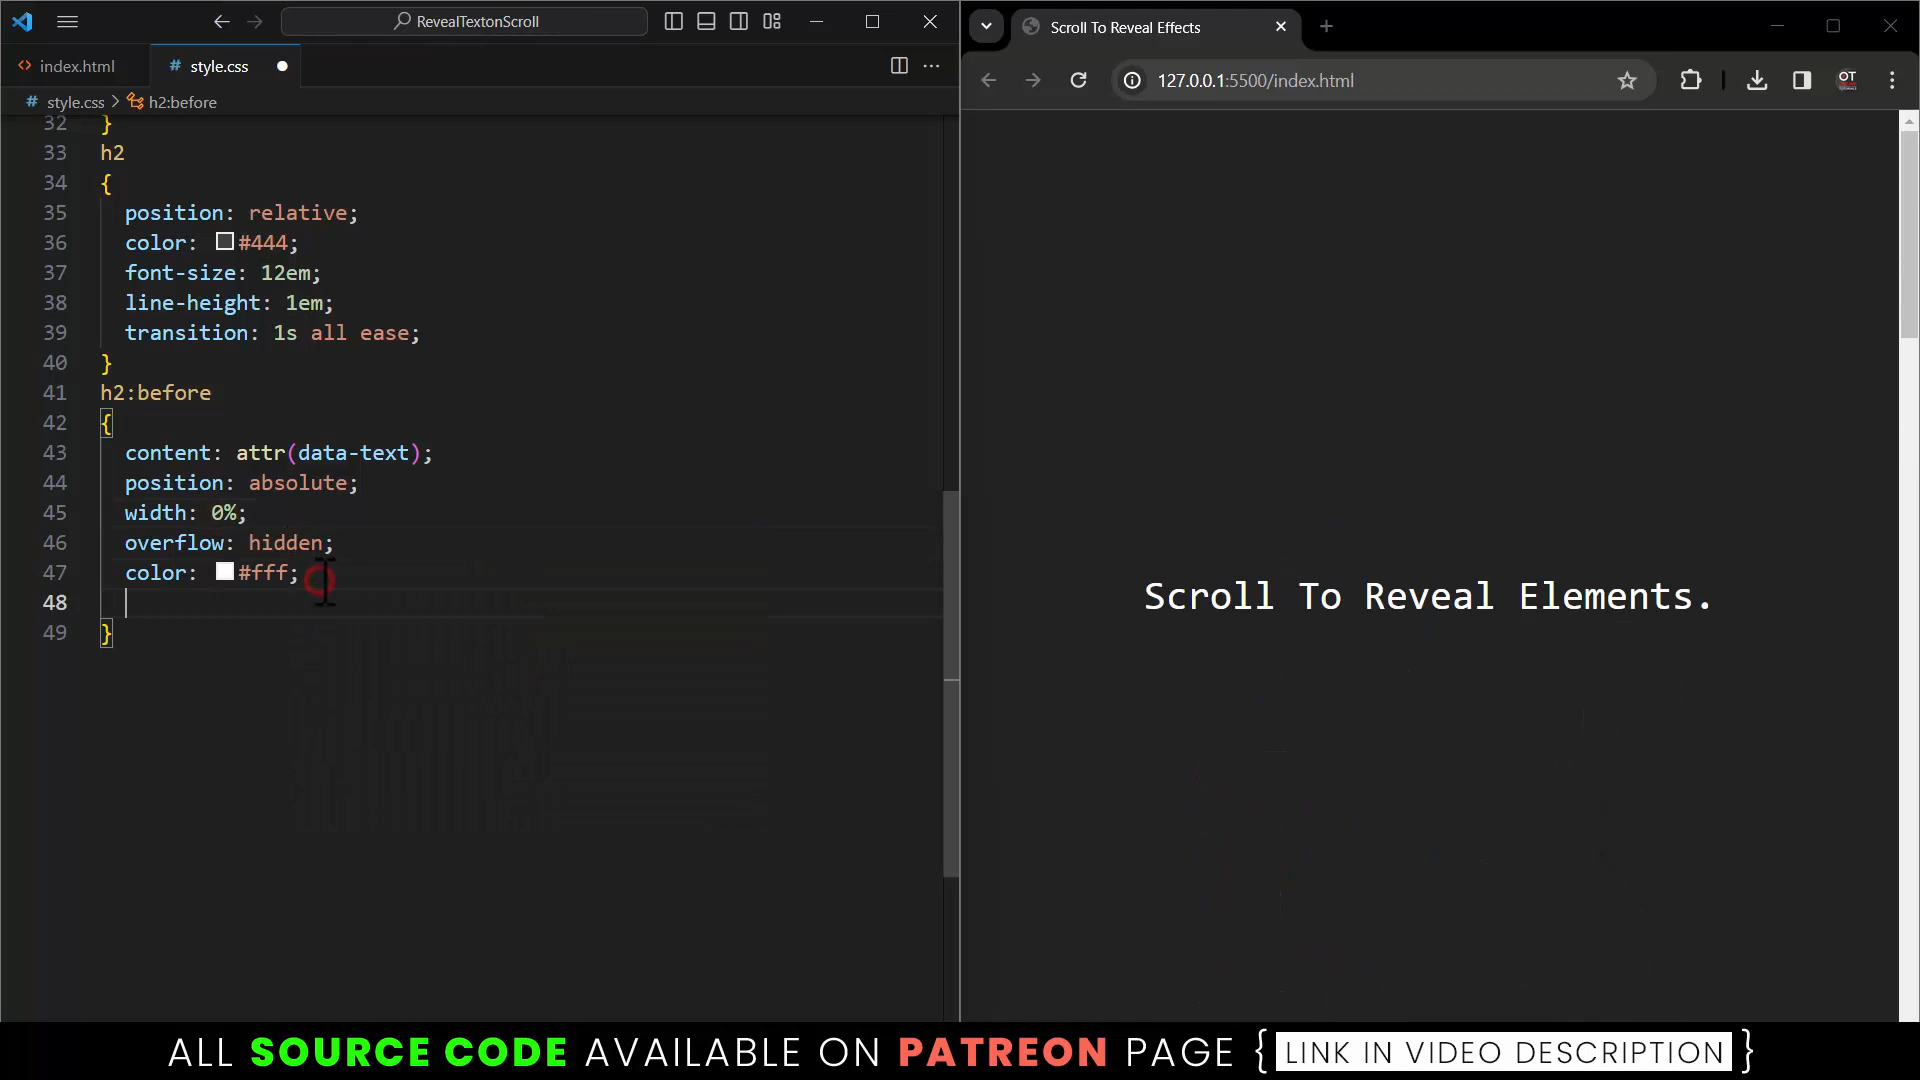 RevealTextonScroll
index.html
style.css
style.css > h2:before
32 }
33 h2
34 {
35 position: relative;
36 color: #444;
37 font-size: 12em;
38 line-height: 1em;
39 transition: 1s all ease;
40 }
41 h2:before
42 {
43 content: attr(data-text);
44 position: absolute;
45 width: 0%;
46 overflow: hidden;
47 color: #fff;
48
49 }
Scroll To Reveal Effects
127.0.0.1:5500/index.html
OT
Scroll To Reveal Elements.
ALL SOURCE CODE AVAILABLE ON PATREON PAGE { LINK IN VIDEO DESCRIPTION }